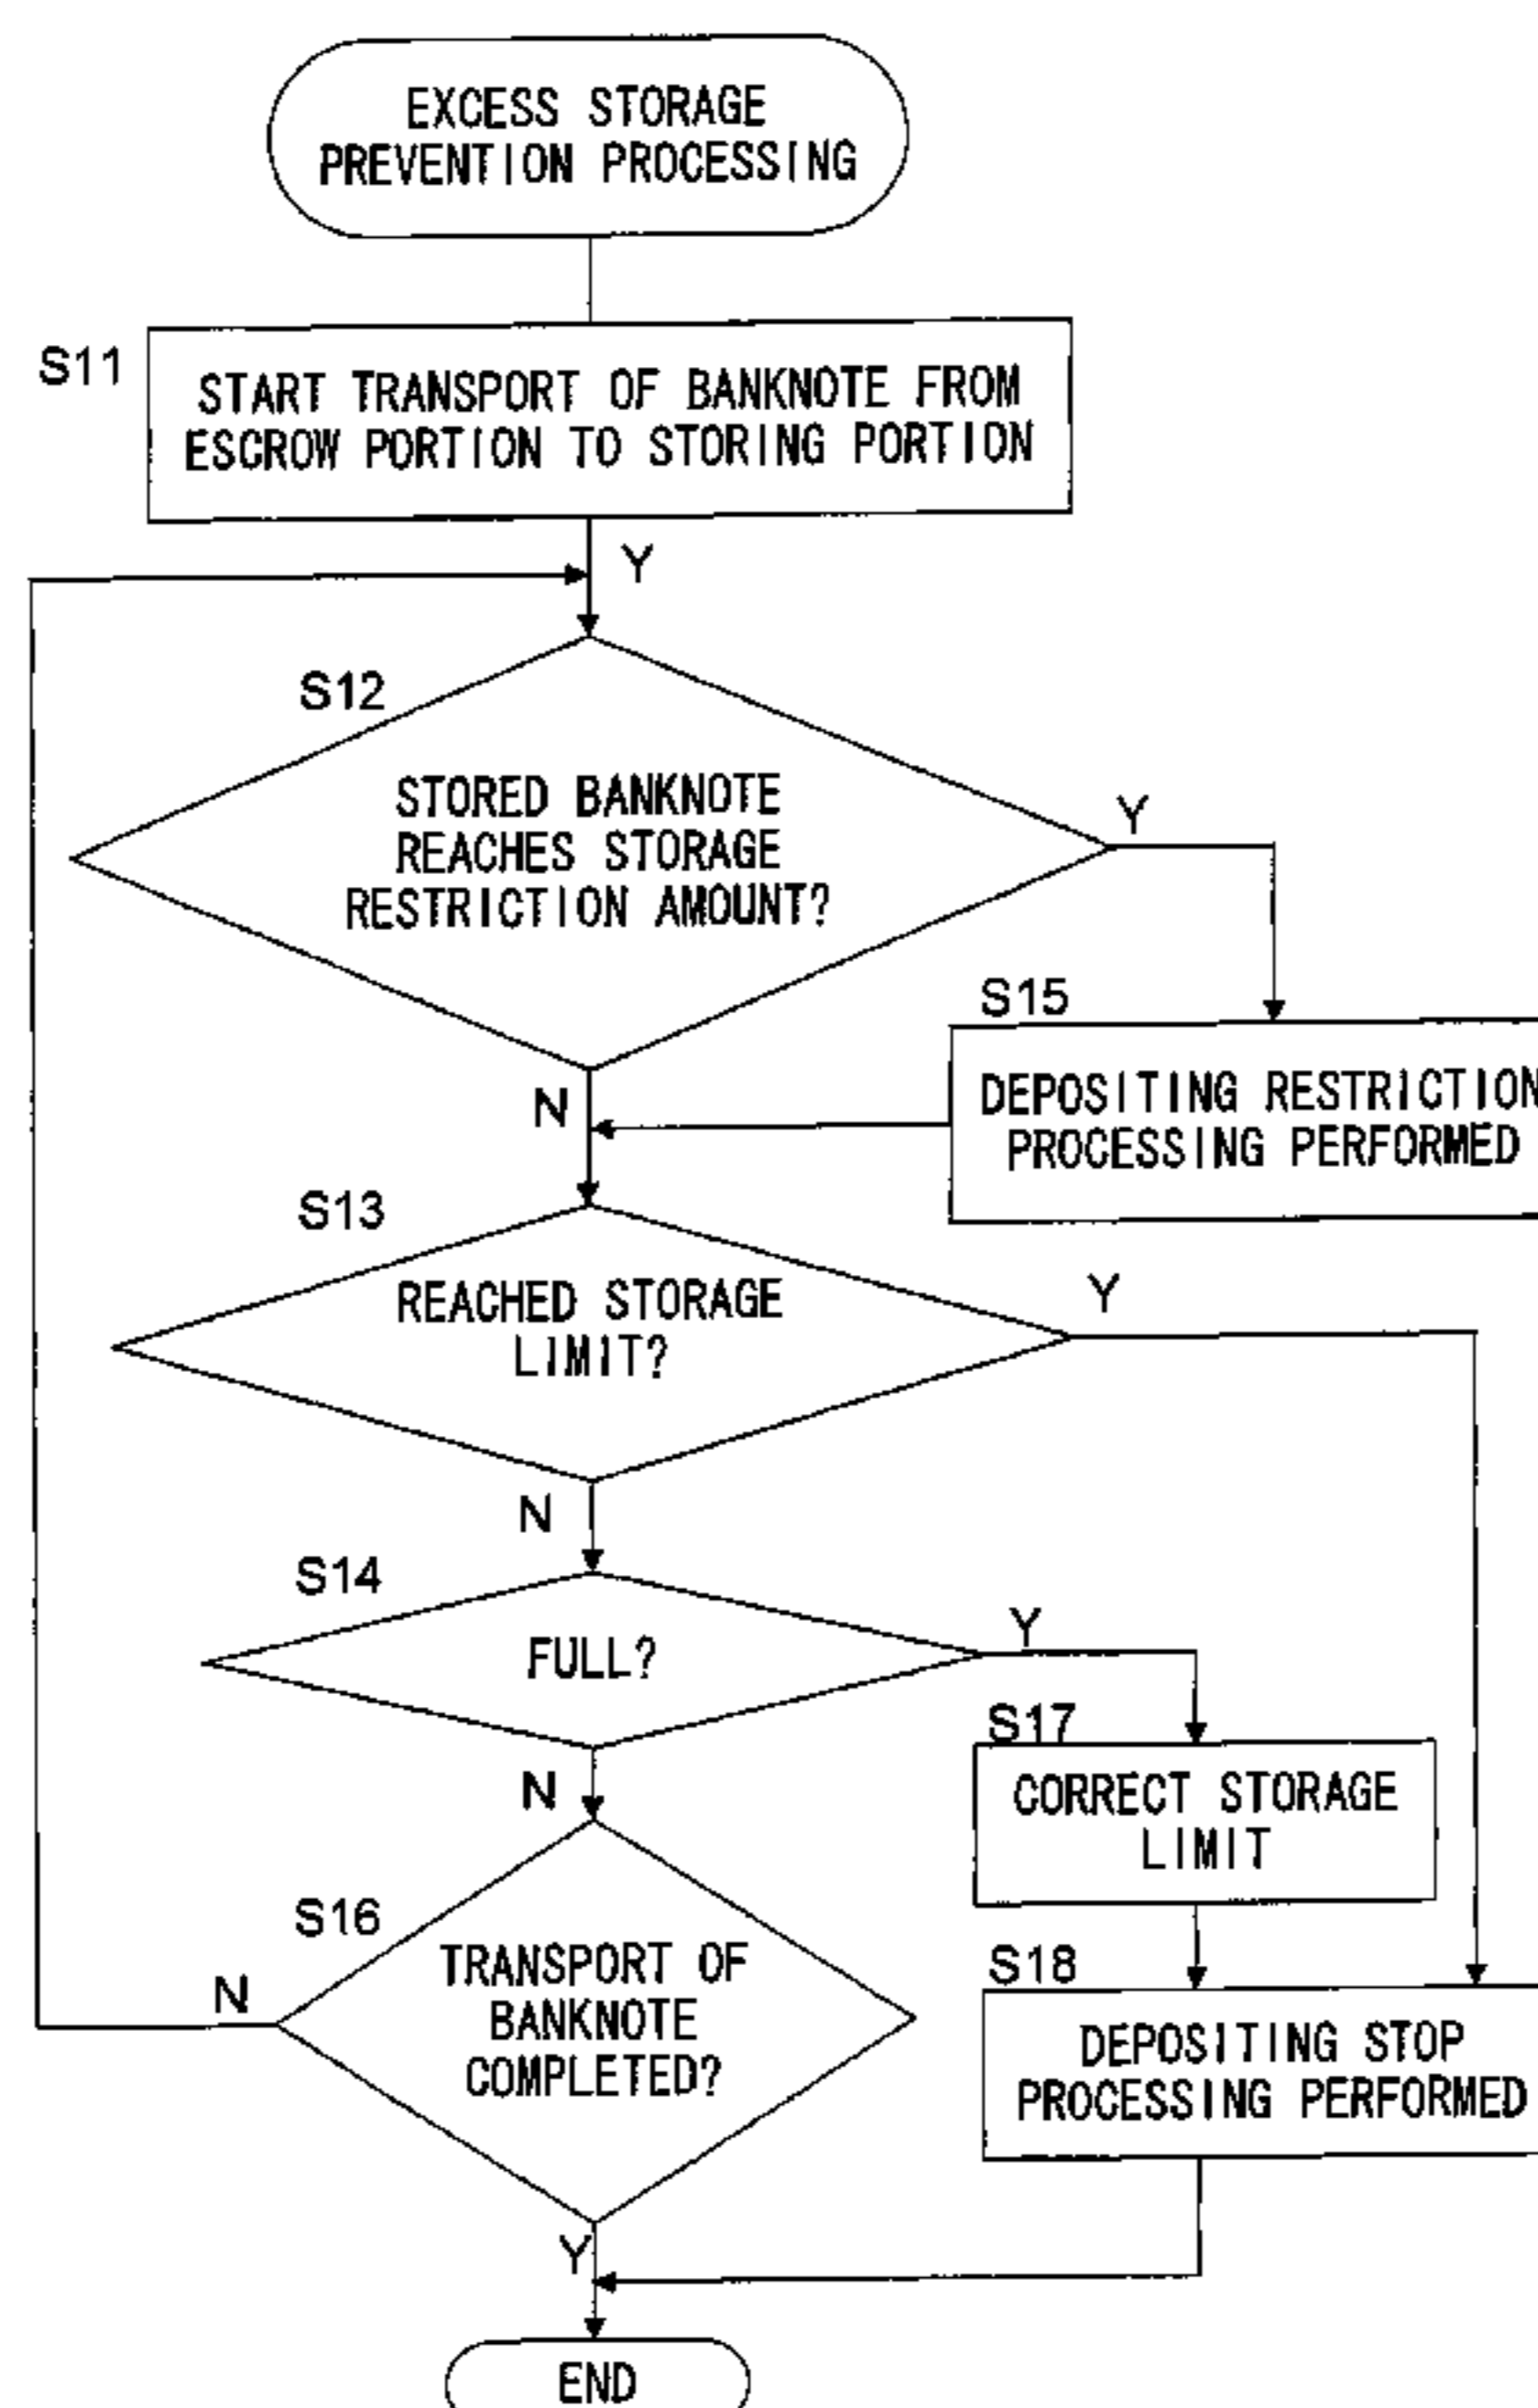 EXCESS STORAGE
PREVENTION PROCESSING
S11
START TRANSPORT OF BANKNOTE FROM
ESCROW PORTION TO STORING PORTION
Y
S12
STORED BANKNOTE
REACHES STORAGE
RESTRICTION AMOUNT?
Y
S15
DEPOSITING RESTRICTION
PROCESSING PERFORMED
N
S13
REACHED STORAGE
LIMIT?
Y
N
S14
FULL?
Y
S17
CORRECT STORAGE
LIMIT
N
S16
TRANSPORT OF
BANKNOTE
COMPLETED?
N
S18
DEPOSITING STOP
PROCESSING PERFORMED
Y
END